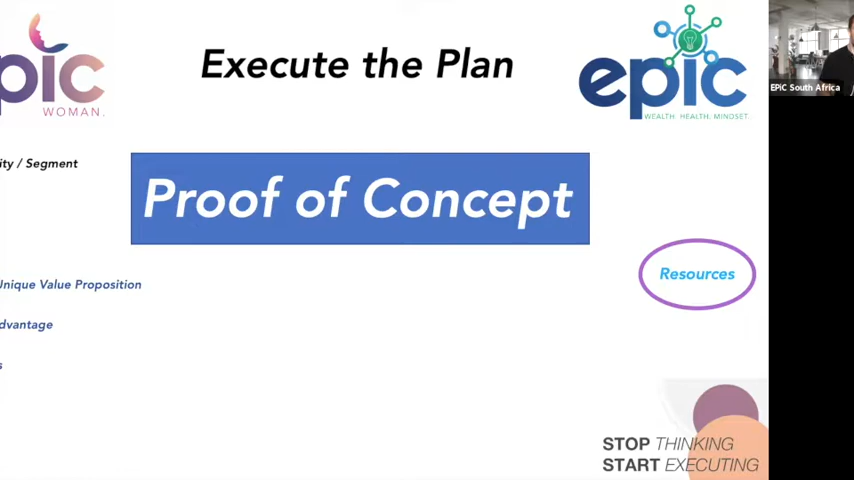 Execute the Plan
epic
WOMAN.
epic
WEALTH. HEALTH. MINDSET.
EPiC South Africa
ity / Segment
Proof of Concept
Resources
Unique Value Proposition
dvantage
s
STOP THINKING
START EXECUTING